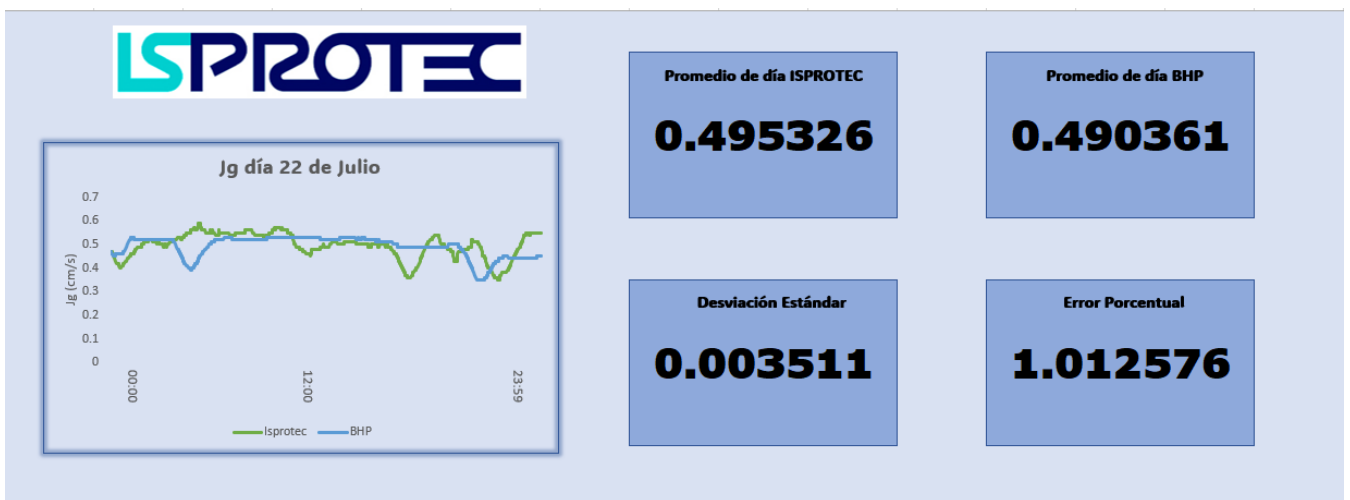 ISPROTEC
Promedio de día ISPROTEC
0.495326
Promedio de día BHP
0.490361
Jg día 22 de Julio
Jg (cm/s)
0.7
0.6
0.5
0.4
0.3
0.2
0.1
0
00:00
12:00
23:59
Isprotec
BHP
Desviación Estándar
0.003511
Error Porcentual
1.012576